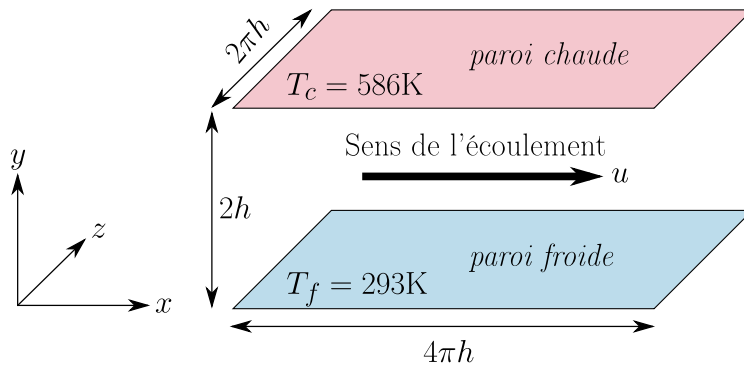 2πh
paroi chaude
T_c = 586K
Sens de l'écoulement
u
y
z
x
2h
paroi froide
T_f = 293K
4πh